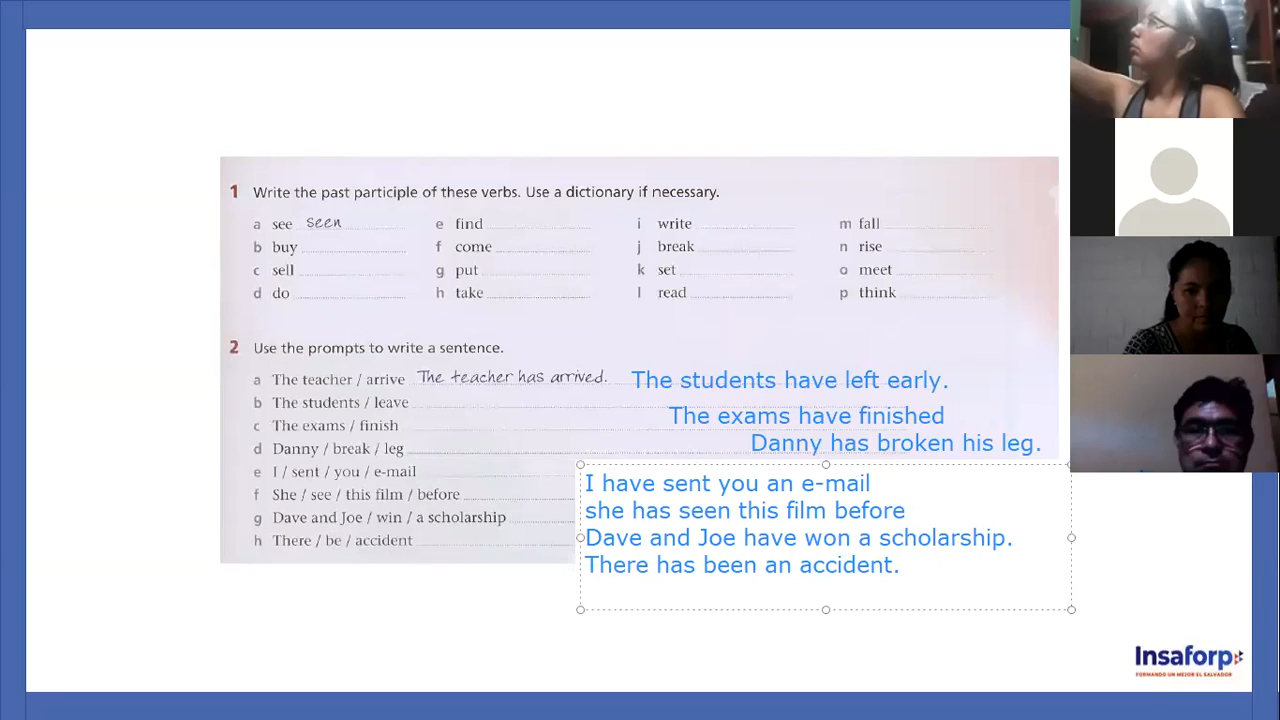 1 Write the past participle of these verbs. Use a dictionary if necessary.
a see seen e find i write m fall
b buy f come j break n rise
c sell g put k set o meet
d do h take l read p think
2 Use the prompts to write a sentence.
a The teacher / arrive The teacher has arrived. The students have left early.
b The students / leave
The exams have finished
c The exams / finish
Danny has broken his leg.
d Danny / break / leg
e I / sent / you / e-mail
I have sent you an e-mail
f She / see / this film / before
she has seen this film before
g Dave and Joe / win / a scholarship
Dave and Joe have won a scholarship.
h There / be / accident
There has been an accident.
Insaforp
FORMANDO UN MEJOR EL SALVADOR